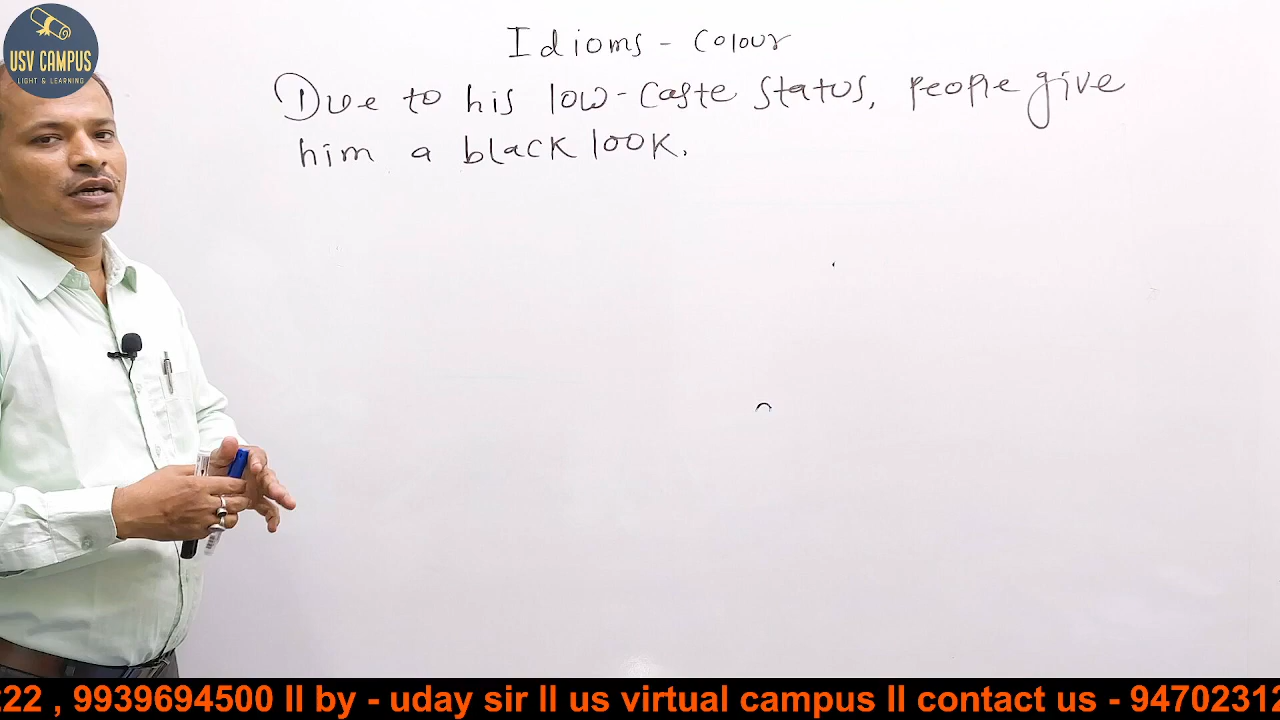 USV CAMPUS
LIGHT & LEARNING
Idioms - Colour
Due to his low-caste status, people give
him a black look.
22 , 9939694500 ll by - uday sir ll us virtual campus ll contact us - 9470231